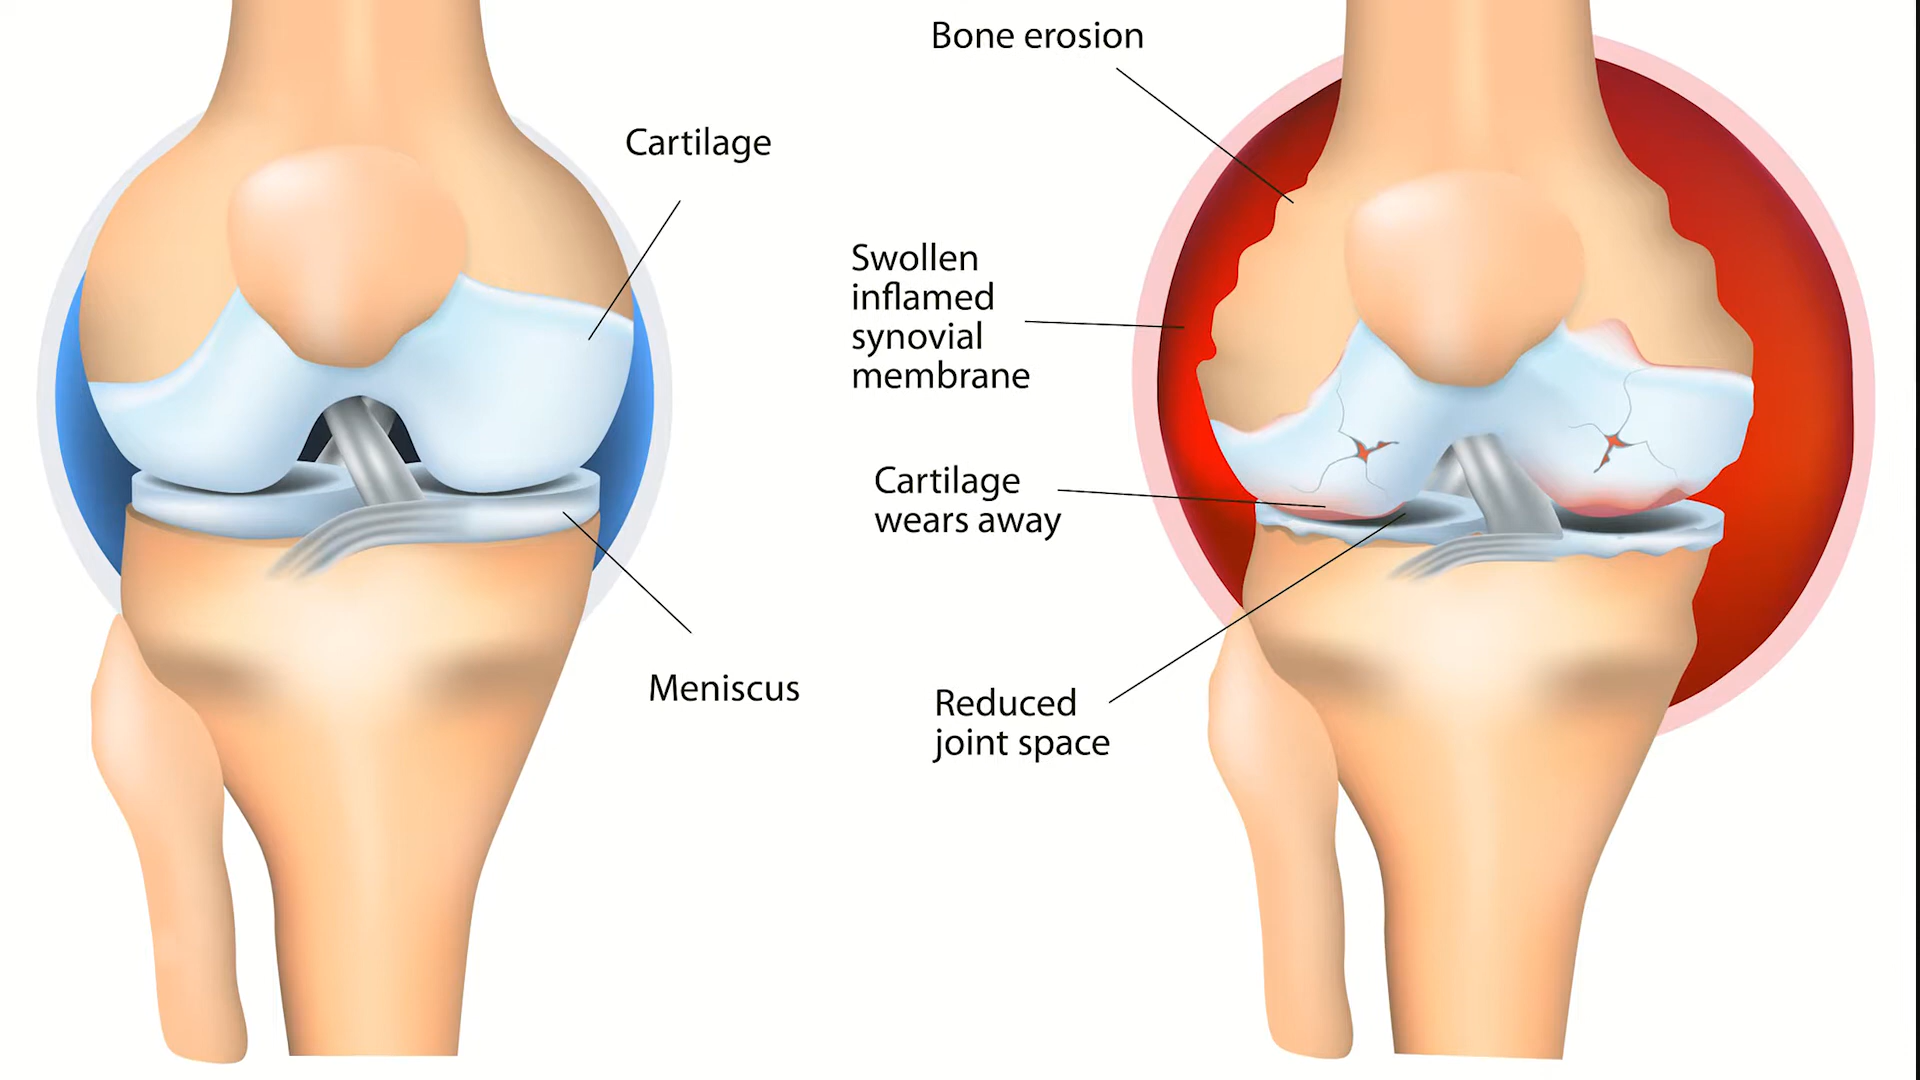 Cartilage
Meniscus
Bone erosion
Swollen
inflamed
synovial
membrane
Cartilage
wears away
Reduced
joint space